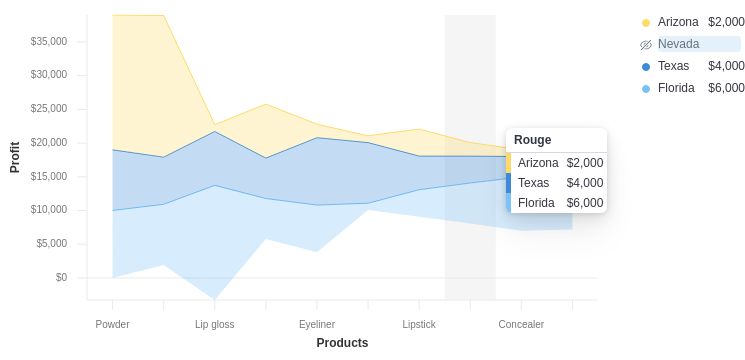 Arizona $2,000
Nevada
Texas $4,000
Florida $6,000
$35,000
$30,000
$25,000
$20,000
$15,000
$10,000
$5,000
$0
Profit
Rouge
Arizona $2,000
Texas $4,000
Florida $6,000
Powder Lip gloss Eyeliner Lipstick Concealer
Products